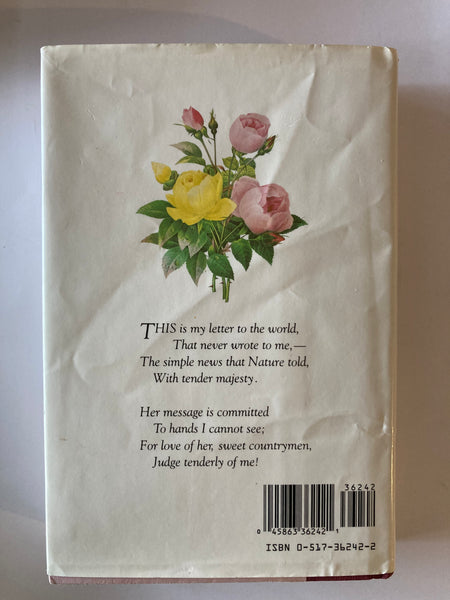 THIS is my letter to the world,
That never wrote to me,—
The simple news that Nature told,
With tender majesty.
Her message is committed
To hands I cannot see;
For love of her, sweet countrymen,
Judge tenderly of me!
36242
0 45863 36242 1
ISBN 0-517-36242-2